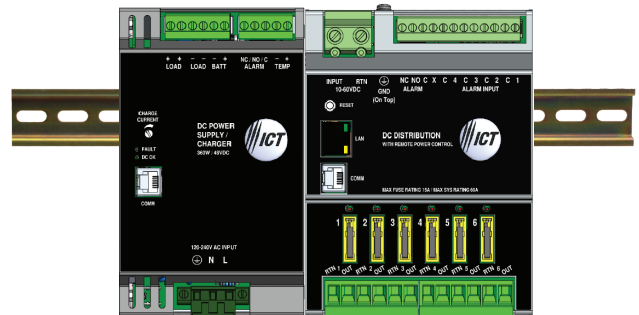 + + - - - + NC / NO / C - +
LOAD LOAD BATT ALARM TEMP
CHARGE
CURRENT
FAULT
DC OK
COMM
DC POWER
SUPPLY /
CHARGER
360W / 48VDC
ICT
120-240V AC INPUT
N L
INPUT RTN
10-60VDC
GND
(On Top)
NC NO C X C 4 C 3 C 2 C 1
ALARM ALARM INPUT
RESET
LAN
COMM
DC DISTRIBUTION
WITH REMOTE POWER CONTROL
ICT
MAX FUSE RATING 15A / MAX SYS RATING 60A
1 2 3 4 5 6
RTN 1 OUT RTN 2 OUT RTN 3 OUT RTN 4 OUT RTN 5 OUT RTN 6 OUT